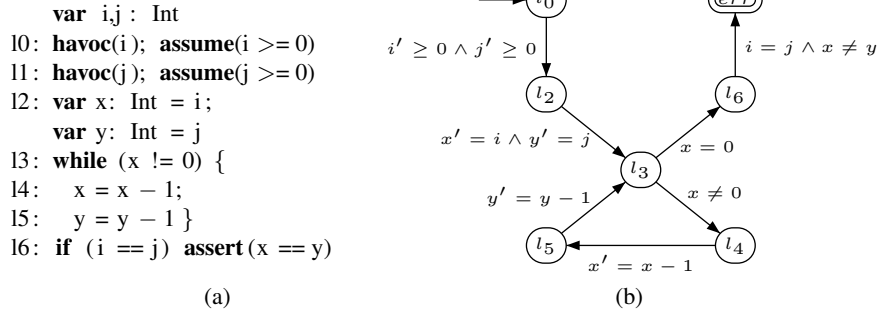 var i,j : Int
l0: havoc(i); assume(i >= 0)
l1: havoc(j); assume(j >= 0)
l2: var x: Int = i;
var y: Int = j
l3: while (x != 0) {
l4: x = x − 1;
l5: y = y − 1 }
l6: if (i == j) assert(x == y)
(a)
l0
err
i′ ≥ 0 ∧ j′ ≥ 0
i = j ∧ x ≠ y
l2
l6
x′ = i ∧ y′ = j
x = 0
l3
y′ = y − 1
x ≠ 0
l5
l4
x′ = x − 1
(b)